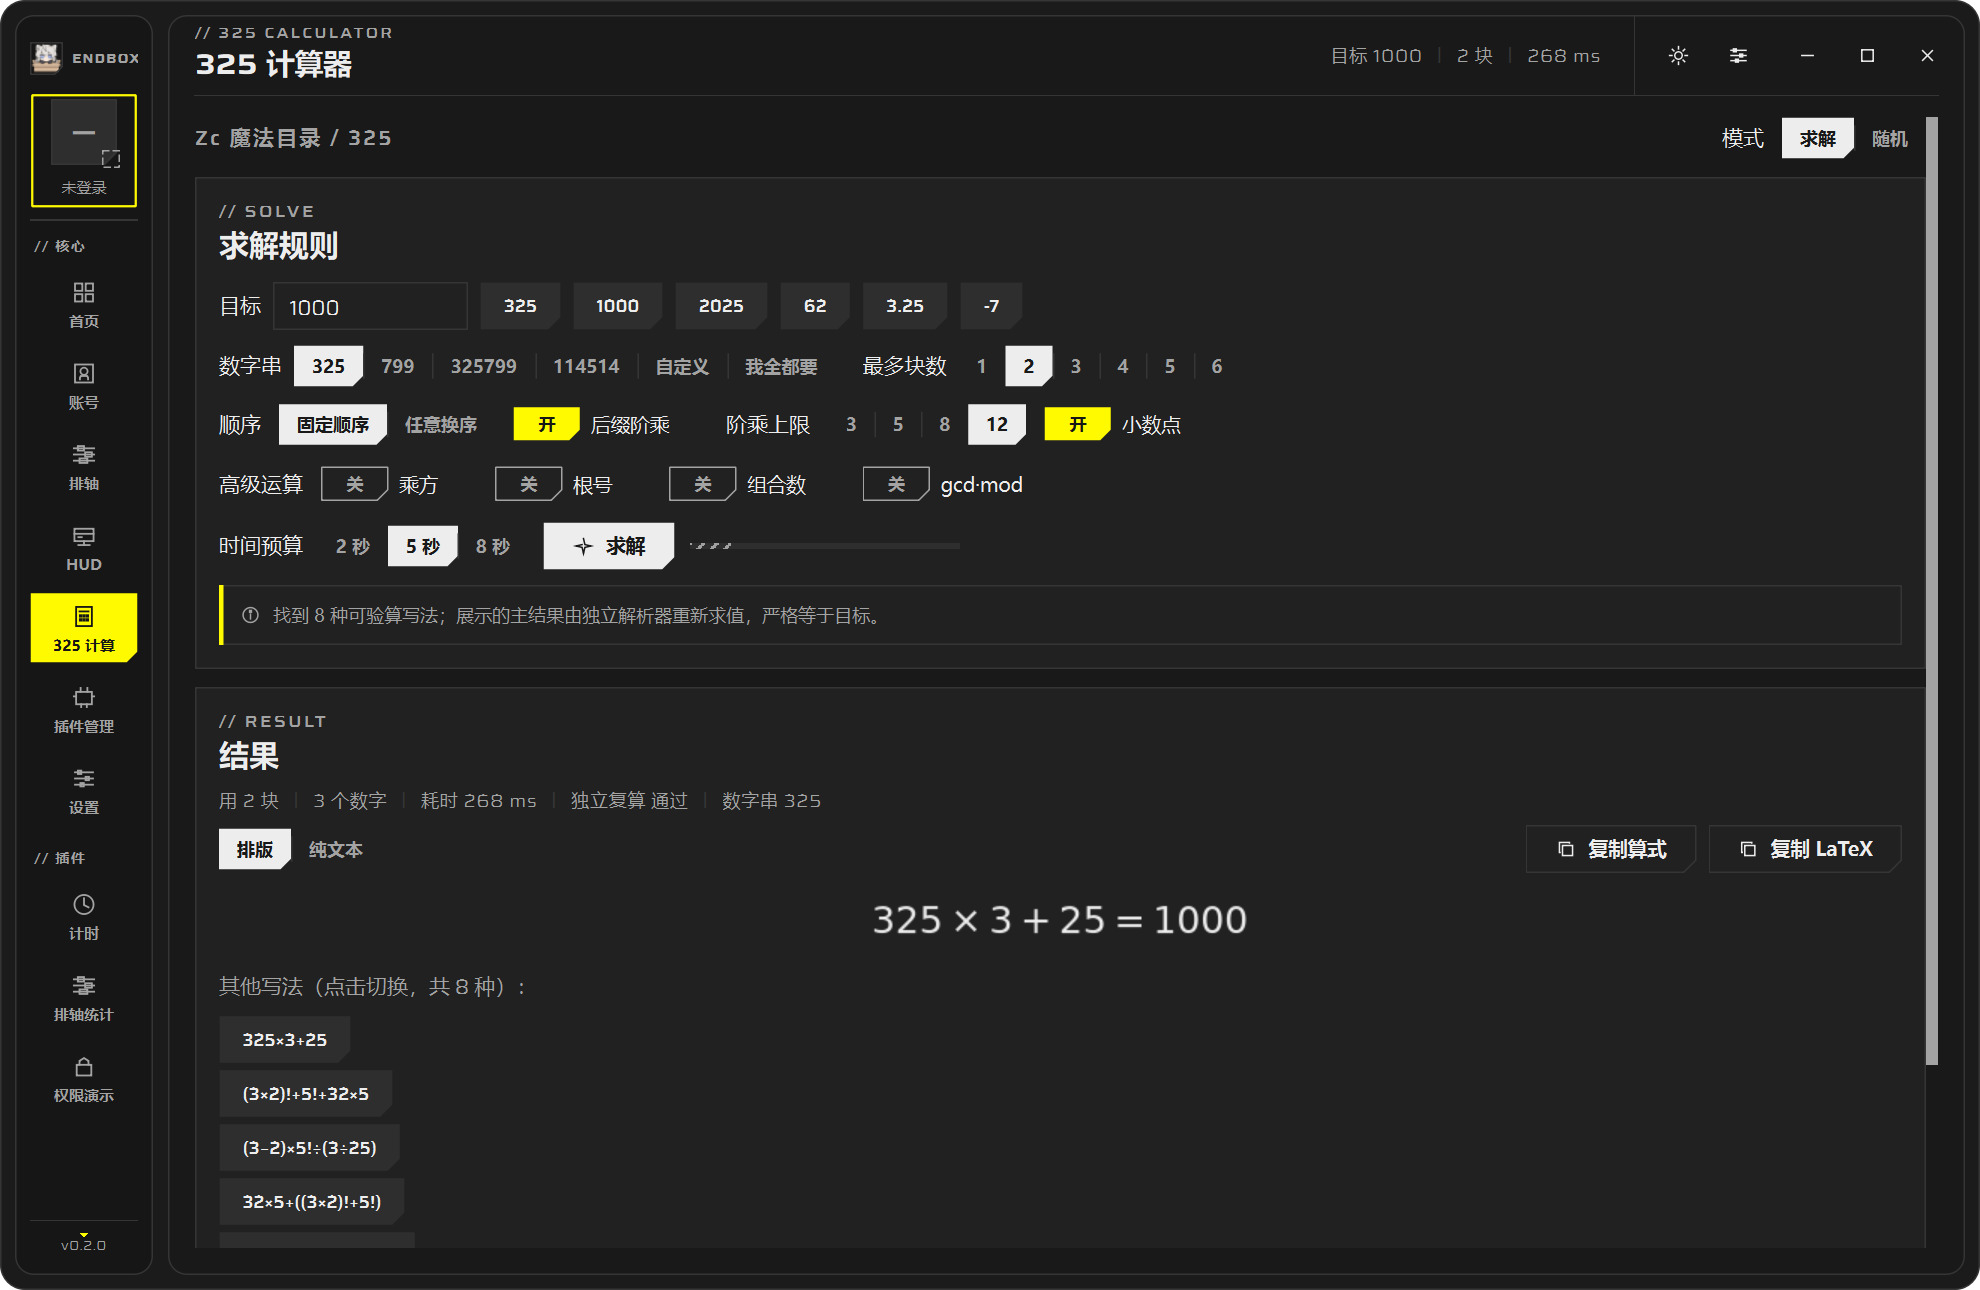 ENDBOX
未登录
// 核心
首页
账号
排轴
HUD
325 计算
插件管理
设置
// 插件
计时
排轴统计
权限演示
v0.2.0
// 325 CALCULATOR
325 计算器
目标 1000 2 块 268 ms
Zc 魔法目录 / 325
模式 求解 随机
// SOLVE
求解规则
目标 1000 325 1000 2025 62 3.25 -7
数字串 325 799 325799 114514 自定义 我全都要 最多块数 1 2 3 4 5 6
顺序 固定顺序 任意换序 开 后缀阶乘 阶乘上限 3 5 8 12 开 小数点
高级运算 关 乘方 关 根号 关 组合数 关 gcd·mod
时间预算 2 秒 5 秒 8 秒 求解
找到 8 种可验算写法；展示的主结果由独立解析器重新求值，严格等于目标。
// RESULT
结果
用 2 块 3 个数字 耗时 268 ms 独立复算 通过 数字串 325
排版 纯文本 复制算式 复制 LaTeX
325 × 3 + 25 = 1000
其他写法（点击切换，共 8 种）：
325×3+25
(3×2)!+5!+32×5
(3−2)×5!÷(3÷25)
32×5+((3×2)!+5!)